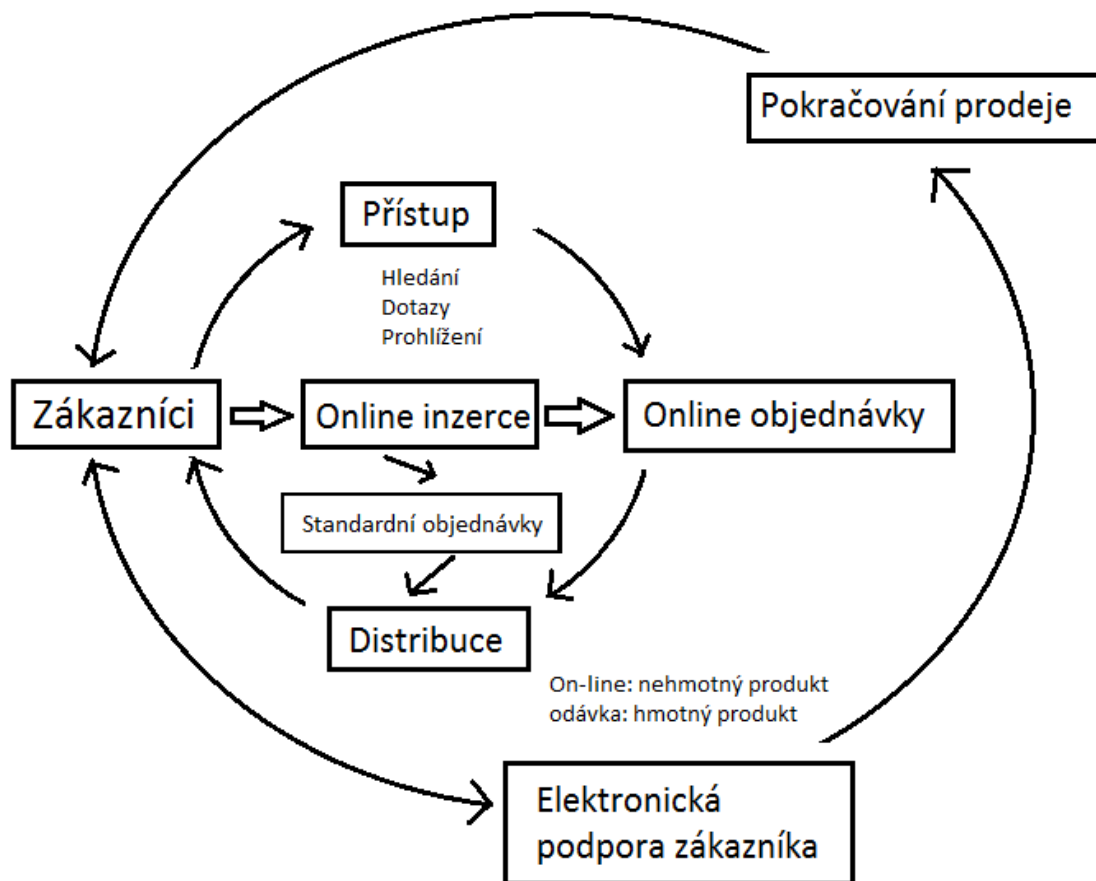 Pokračování prodeje
Přístup
Hledání
Dotazy
Prohlížení
Zákazníci
Online inzerce
Online objednávky
Standardní objednávky
Distribuce
On-line: nehmotný produkt
odávka: hmotný produkt
Elektronická
podpora zákazníka